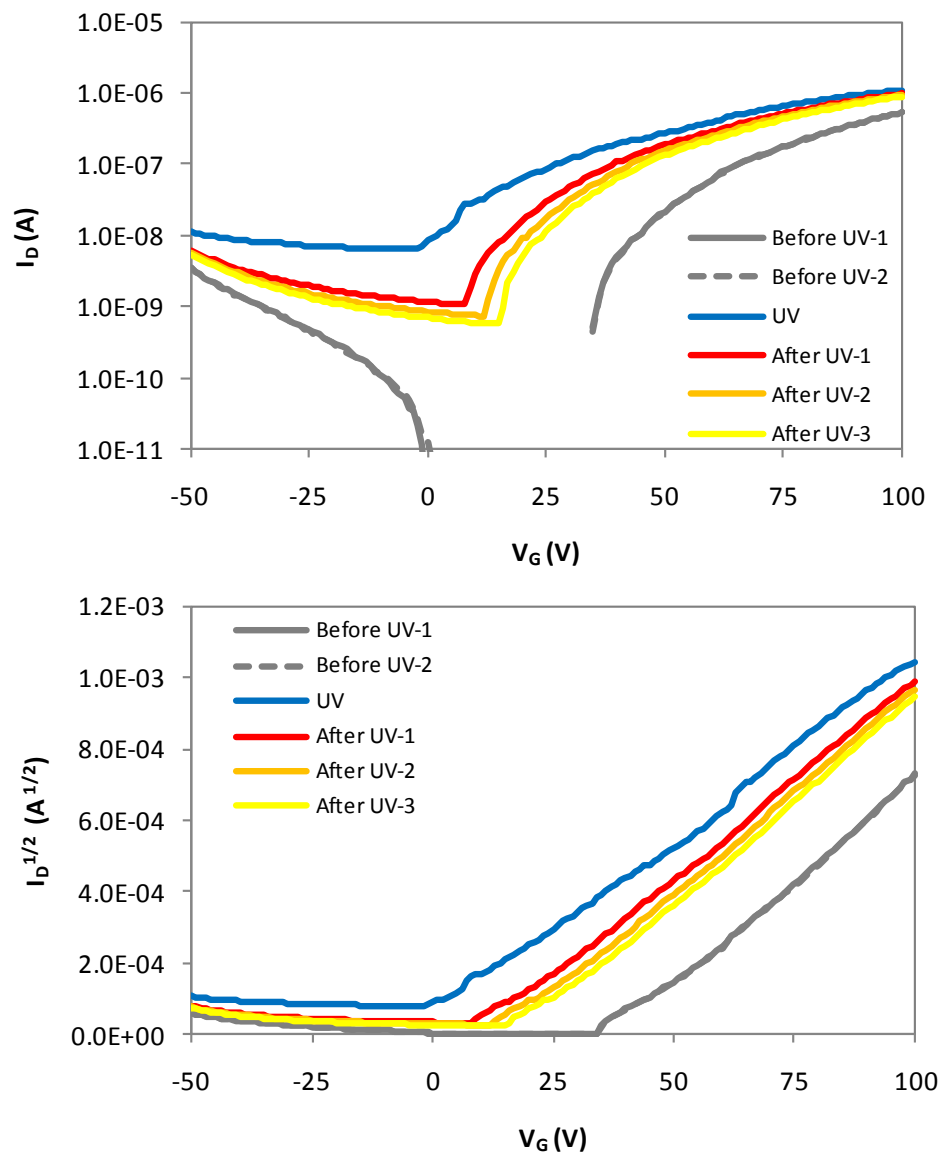 1.0E-05
1.0E-06
1.0E-07
1.0E-08
1.0E-09
1.0E-10
1.0E-11
I_D (A)
-50 -25 0 25 50 75 100
V_G (V)
Before UV-1
Before UV-2
UV
After UV-1
After UV-2
After UV-3
1.2E-03
1.0E-03
8.0E-04
6.0E-04
4.0E-04
2.0E-04
0.0E+00
I_D^1/2 (A^1/2)
Before UV-1
Before UV-2
UV
After UV-1
After UV-2
After UV-3
-50 -25 0 25 50 75 100
V_G (V)